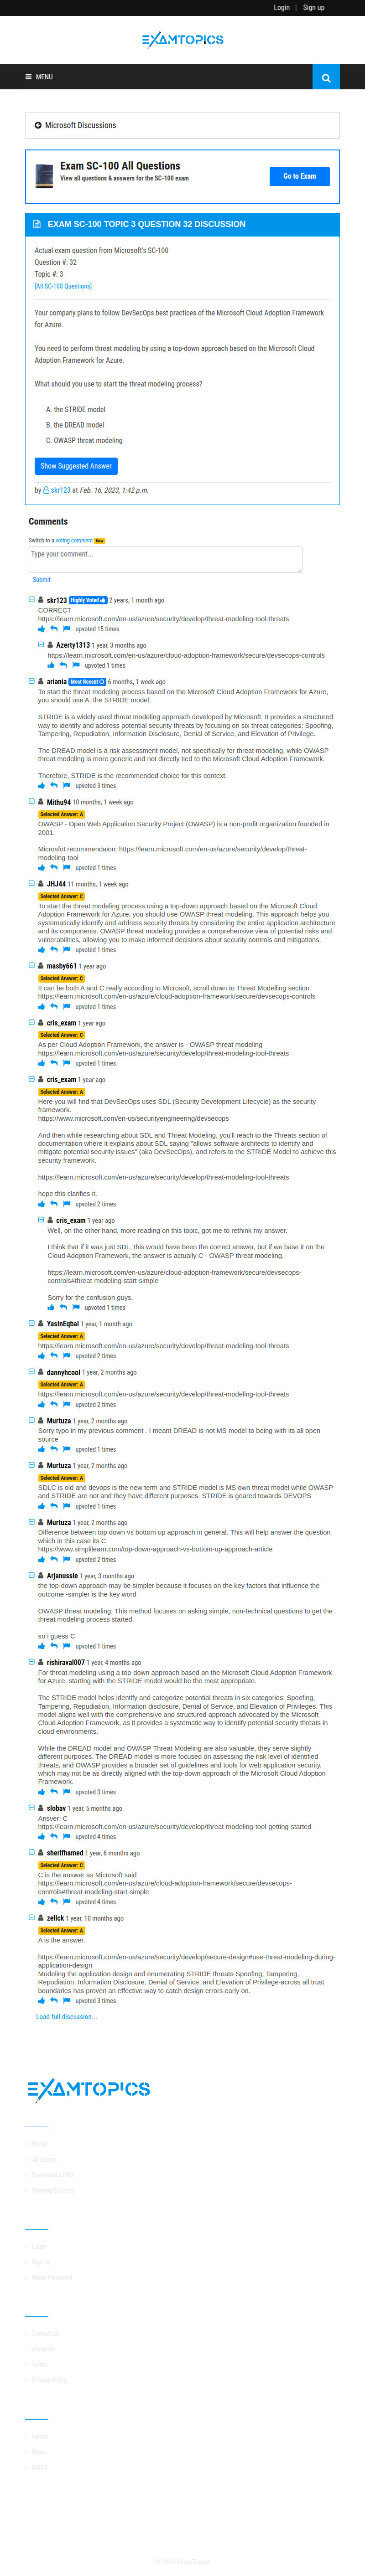 Login | Sign up
EXAMTOPICS
MENU
Microsoft Discussions
Exam SC-100 All Questions
View all questions & answers for the SC-100 exam
Go to Exam
EXAM SC-100 TOPIC 3 QUESTION 32 DISCUSSION
Actual exam question from Microsoft's SC-100
Question #: 32
Topic #: 3
[All SC-100 Questions]
Your company plans to follow DevSecOps best practices of the Microsoft Cloud Adoption Framework
for Azure.
You need to perform threat modeling by using a top-down approach based on the Microsoft Cloud
Adoption Framework for Azure.
What should you use to start the threat modeling process?
A. the STRIDE model
B. the DREAD model
C. OWASP threat modeling
Show Suggested Answer
by skr123 at Feb. 16, 2023, 1:42 p.m.
Comments
Switch to a voting comment New
Type your comment...
Submit
skr123 Highly Voted 2 years, 1 month ago
CORRECT
https://learn.microsoft.com/en-us/azure/security/develop/threat-modeling-tool-threats
upvoted 15 times
Azerty1313 1 year, 3 months ago
https://learn.microsoft.com/en-us/azure/cloud-adoption-framework/secure/devsecops-controls
upvoted 1 times
ariania Most Recent 6 months, 1 week ago
To start the threat modeling process based on the Microsoft Cloud Adoption Framework for Azure,
you should use A. the STRIDE model.
STRIDE is a widely used threat modeling approach developed by Microsoft. It provides a structured
way to identify and address potential security threats by focusing on six threat categories: Spoofing,
Tampering, Repudiation, Information Disclosure, Denial of Service, and Elevation of Privilege.
The DREAD model is a risk assessment model, not specifically for threat modeling, while OWASP
threat modeling is more generic and not directly tied to the Microsoft Cloud Adoption Framework.
Therefore, STRIDE is the recommended choice for this context.
upvoted 3 times
Mithu94 10 months, 1 week ago
Selected Answer: A
OWASP - Open Web Application Security Project (OWASP) is a non-profit organization founded in
2001.
Microsfot recommendaion: https://learn.microsoft.com/en-us/azure/security/develop/threat-
modeling-tool
upvoted 1 times
JHJ44 11 months, 1 week ago
Selected Answer: C
To start the threat modeling process using a top-down approach based on the Microsoft Cloud
Adoption Framework for Azure, you should use OWASP threat modeling. This approach helps you
systematically identify and address security threats by considering the entire application architecture
and its components. OWASP threat modeling provides a comprehensive view of potential risks and
vulnerabilities, allowing you to make informed decisions about security controls and mitigations.
upvoted 1 times
masby661 1 year ago
Selected Answer: C
It can be both A and C really according to Microsoft, scroll down to Threat Modelling section
https://learn.microsoft.com/en-us/azure/cloud-adoption-framework/secure/devsecops-controls
upvoted 1 times
cris_exam 1 year ago
Selected Answer: C
As per Cloud Adoption Framework, the answer is - OWASP threat modeling
https://learn.microsoft.com/en-us/azure/security/develop/threat-modeling-tool-threats
upvoted 1 times
cris_exam 1 year ago
Selected Answer: A
Here you will find that DevSecOps uses SDL (Security Development Lifecycle) as the security
framework.
https://www.microsoft.com/en-us/securityengineering/devsecops
And then while researching about SDL and Threat Modeling, you'll reach to the Threats section of
documentation where it explains about SDL saying "allows software architects to identify and
mitigate potential security issues" (aka DevSecOps), and refers to the STRIDE Model to achieve this
security framework.
https://learn.microsoft.com/en-us/azure/security/develop/threat-modeling-tool-threats
hope this clarifies it.
upvoted 2 times
cris_exam 1 year ago
Well, on the other hand, more reading on this topic, got me to rethink my answer.
I think that if it was just SDL, this would have been the correct answer, but if we base it on the
Cloud Adoption Framework, the answer is actually C - OWASP threat modeling.
https://learn.microsoft.com/en-us/azure/cloud-adoption-framework/secure/devsecops-
controls#threat-modeling-start-simple
Sorry for the confusion guys.
upvoted 1 times
YasInEqbal 1 year, 1 month ago
Selected Answer: A
https://learn.microsoft.com/en-us/azure/security/develop/threat-modeling-tool-threats
upvoted 2 times
dannyhcool 1 year, 2 months ago
Selected Answer: A
https://learn.microsoft.com/en-us/azure/security/develop/threat-modeling-tool-threats
upvoted 2 times
Murtuza 1 year, 2 months ago
Sorry typo in my previous comment . I meant DREAD is not MS model to being with its all open
source
upvoted 1 times
Murtuza 1 year, 2 months ago
Selected Answer: A
SDLC is old and devops is the new term and STRIDE model is MS own threat model while OWASP
and STRIDE are not and they have different purposes. STRIDE is geared towards DEVOPS
upvoted 1 times
Murtuza 1 year, 2 months ago
Difference between top down vs bottom up approach in general. This will help answer the question
which in this case its C
https://www.simplilearn.com/top-down-approach-vs-bottom-up-approach-article
upvoted 2 times
Arjanussie 1 year, 3 months ago
the top-down approach may be simpler because it focuses on the key factors that influence the
outcome -simpler is the key word
OWASP threat modeling: This method focuses on asking simple, non-technical questions to get the
threat modeling process started.
so i guess C
upvoted 1 times
rishiraval007 1 year, 4 months ago
For threat modeling using a top-down approach based on the Microsoft Cloud Adoption Framework
for Azure, starting with the STRIDE model would be the most appropriate.
The STRIDE model helps identify and categorize potential threats in six categories: Spoofing,
Tampering, Repudiation, Information disclosure, Denial of Service, and Elevation of Privileges. This
model aligns well with the comprehensive and structured approach advocated by the Microsoft
Cloud Adoption Framework, as it provides a systematic way to identify potential security threats in
cloud environments.
While the DREAD model and OWASP Threat Modeling are also valuable, they serve slightly
different purposes. The DREAD model is more focused on assessing the risk level of identified
threats, and OWASP provides a broader set of guidelines and tools for web application security,
which may not be as directly aligned with the top-down approach of the Microsoft Cloud Adoption
Framework.
upvoted 3 times
slobav 1 year, 5 months ago
Ansver: C
https://learn.microsoft.com/en-us/azure/security/develop/threat-modeling-tool-getting-started
upvoted 4 times
sherifhamed 1 year, 6 months ago
Selected Answer: C
C is the answer as Microsoft said
https://learn.microsoft.com/en-us/azure/cloud-adoption-framework/secure/devsecops-
controls#threat-modeling-start-simple
upvoted 4 times
zellck 1 year, 10 months ago
Selected Answer: A
A is the answer.
https://learn.microsoft.com/en-us/azure/security/develop/secure-design#use-threat-modeling-during-
application-design
Modeling the application design and enumerating STRIDE threats-Spoofing, Tampering,
Repudiation, Information Disclosure, Denial of Service, and Elevation of Privilege-across all trust
boundaries has proven an effective way to catch design errors early on.
upvoted 3 times
Load full discussion...
EXAMTOPICS
Home
All Exams
Examtopics PRO
Training Courses
Login
Sign up
Reset Password
Contact Us
About Us
Terms
Privacy Policy
Forum
News
DMCA
© 2024 ExamTopics